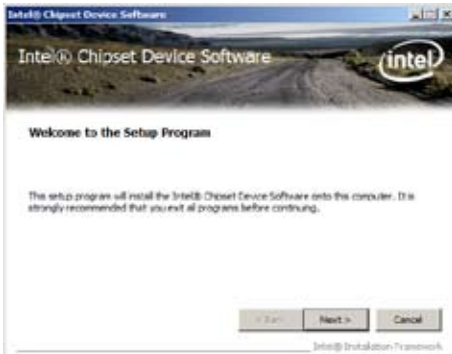 Intel® Chipset Device Software
Intel® Chipset Device Software
intel
Welcome to the Setup Program
This setup program will install the Intel® Chipset Device Software onto this computer. It is
strongly recommended that you exit all programs before continuing.
< Back
Next >
Cancel
Intel® Installation Framework